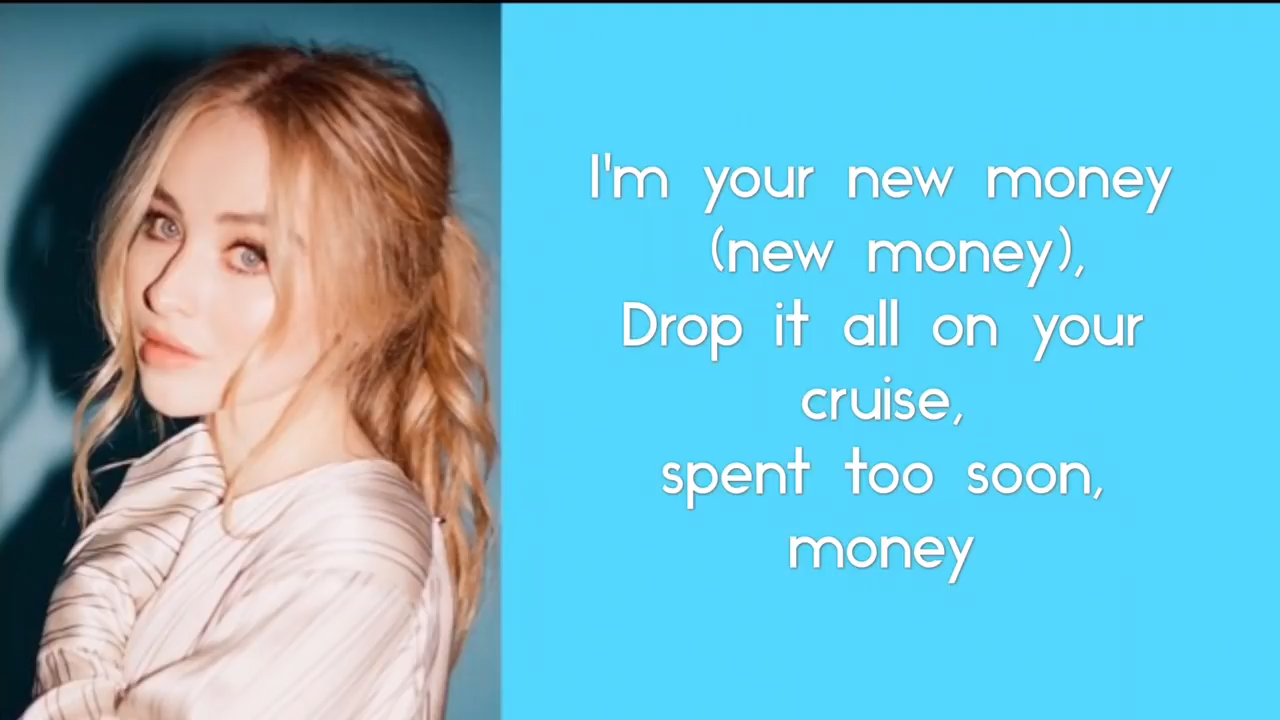 I'm your new money
(new money),
Drop it all on your
cruise,
spent too soon,
money